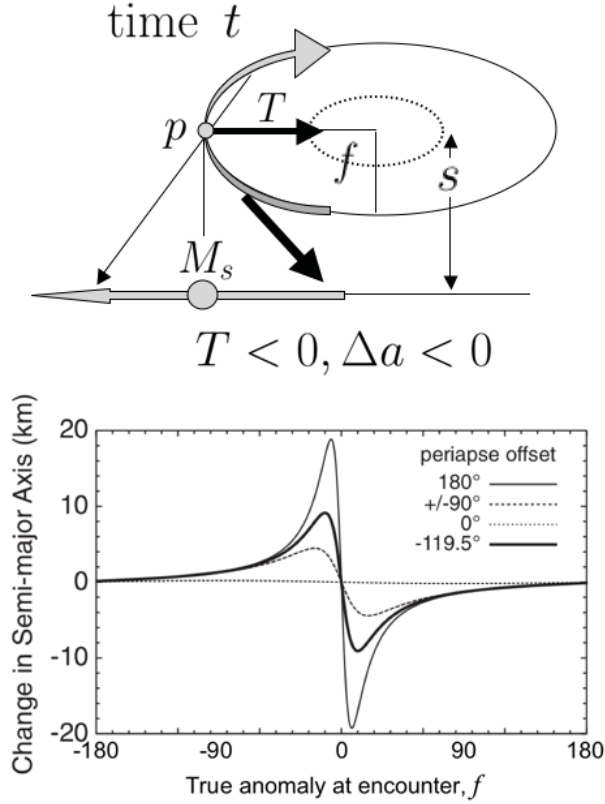 time t
p
T
f
s
M_s
T < 0, Δa < 0
Change in Semi-major Axis (km)
20
10
0
-10
-20
periapse offset
180°
+/-90°
0°
-119.5°
-180
-90
0
90
180
True anomaly at encounter, f